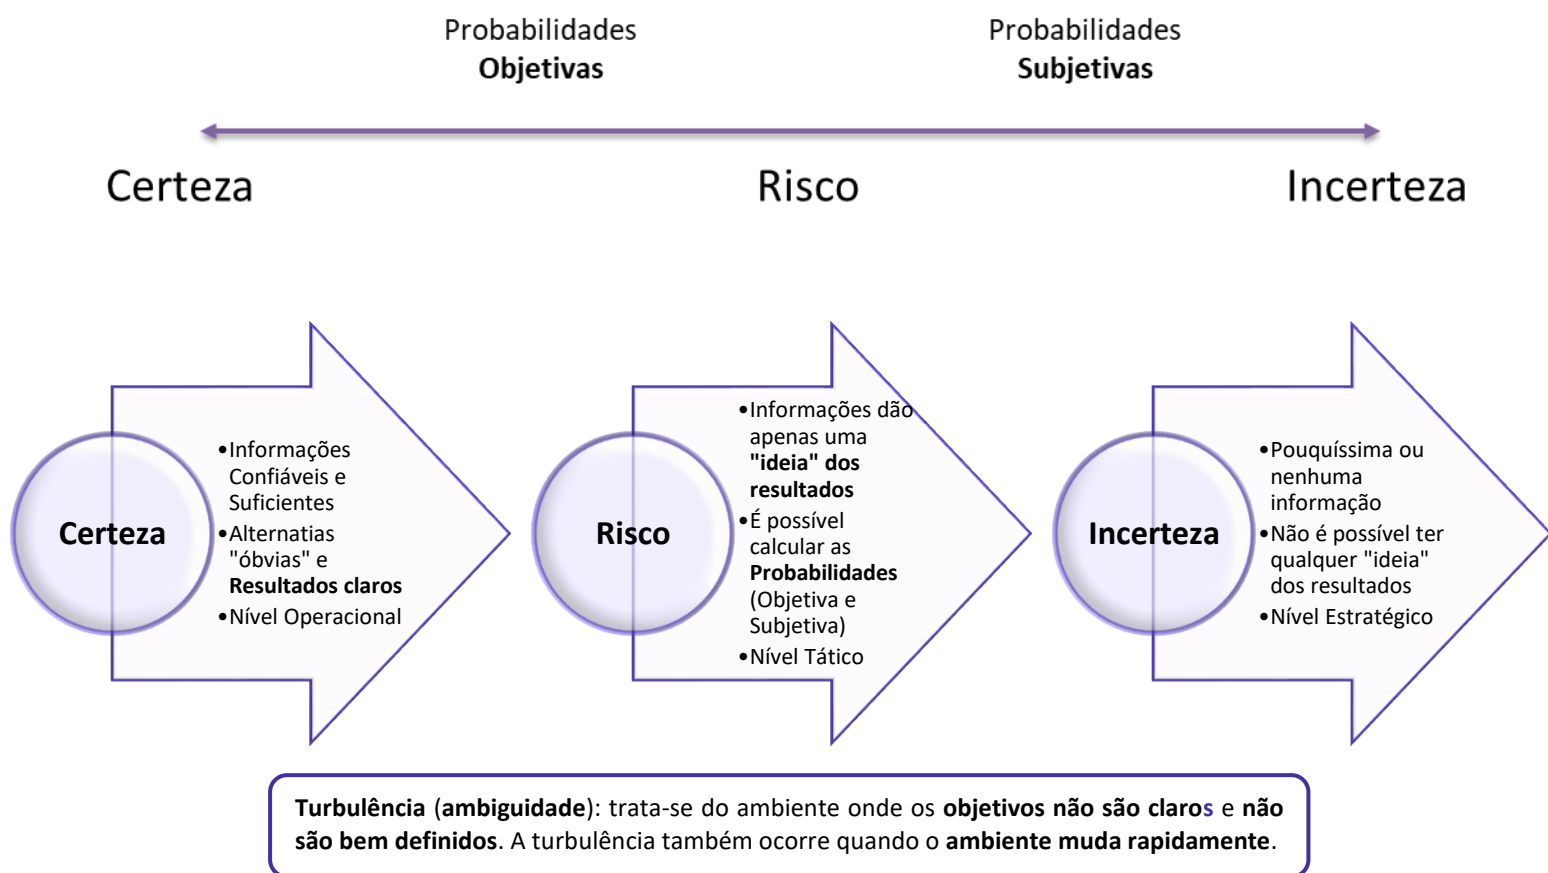 Probabilidades
Objetivas
Probabilidades
Subjetivas
Certeza
Risco
Incerteza
Certeza
•Informações
Confiáveis e
Suficientes
•Alternatias
"óbvias" e
Resultados claros
•Nível Operacional
Risco
•Informações dão
apenas uma
"ideia" dos
resultados
•É possível
calcular as
Probabilidades
(Objetiva e
Subjetiva)
•Nível Tático
Incerteza
•Pouquíssima ou
nenhuma
informação
•Não é possível ter
qualquer "ideia"
dos resultados
•Nível Estratégico
Turbulência (ambiguidade): trata-se do ambiente onde os objetivos não são claros e não
são bem definidos. A turbulência também ocorre quando o ambiente muda rapidamente.